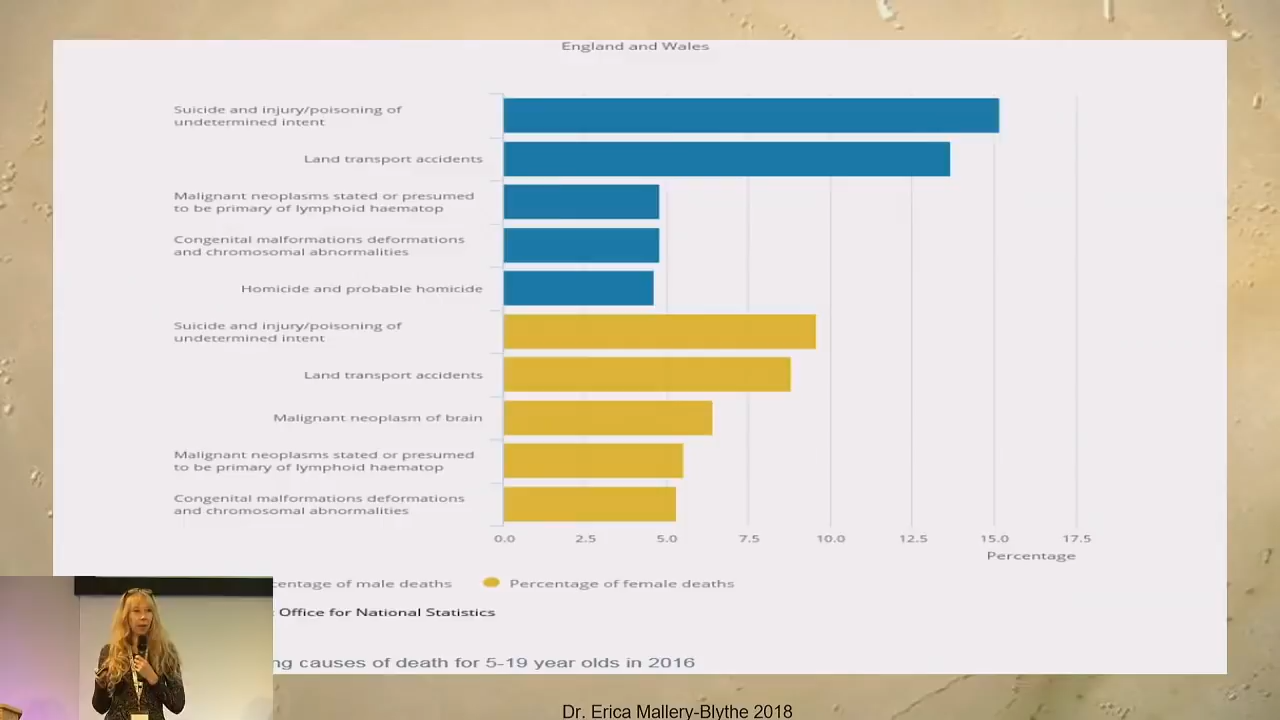 England and Wales
Suicide and injury/poisoning of
undetermined intent
Land transport accidents
Malignant neoplasms stated or presumed
to be primary of lymphoid haematop
Congenital malformations deformations
and chromosomal abnormalities
Homicide and probable homicide
Suicide and injury/poisoning of
undetermined intent
Land transport accidents
Malignant neoplasm of brain
Malignant neoplasms stated or presumed
to be primary of lymphoid haematop
Congenital malformations deformations
and chromosomal abnormalities
0.0 2.5 5.0 7.5 10.0 12.5 15.0 17.5
Percentage
centage of male deaths Percentage of female deaths
: Office for National Statistics
ng causes of death for 5-19 year olds in 2016
Dr. Erica Mallery-Blythe 2018